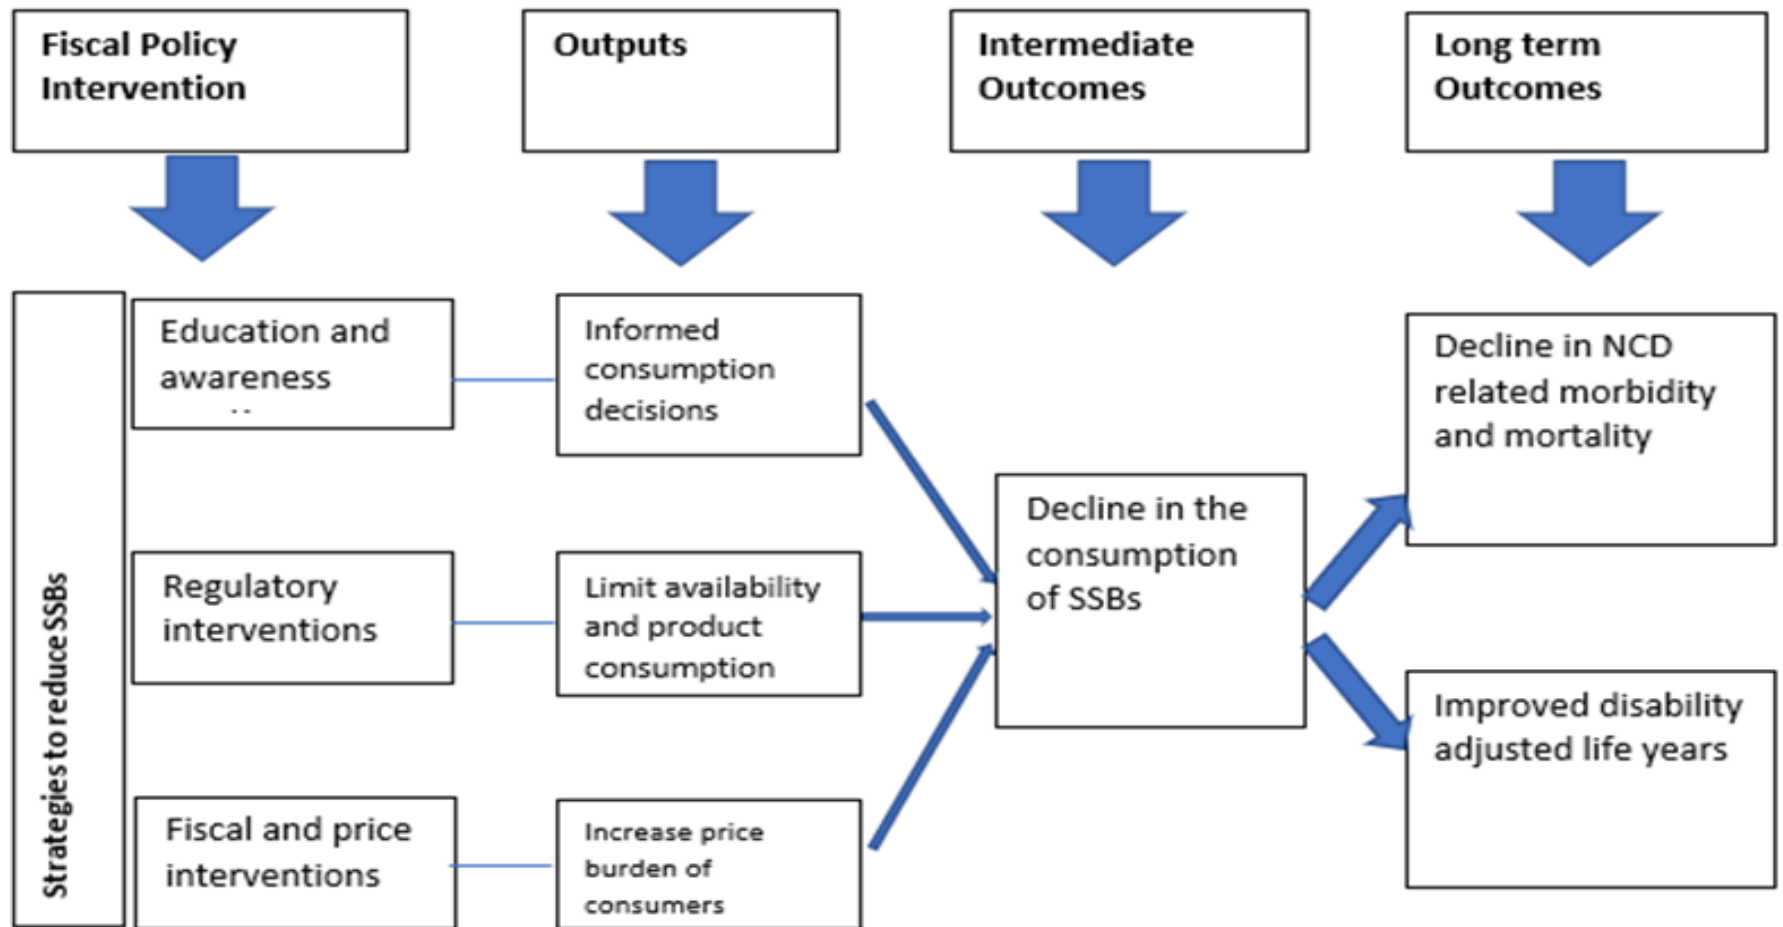 Fiscal Policy
Intervention
Outputs
Intermediate
Outcomes
Long term
Outcomes
Strategies to reduce SSBs
Education and
awareness
Informed
consumption
decisions
Regulatory
interventions
Limit availability
and product
consumption
Fiscal and price
interventions
Increase price
burden of
consumers
Decline in the
consumption
of SSBs
Decline in NCD
related morbidity
and mortality
Improved disability
adjusted life years